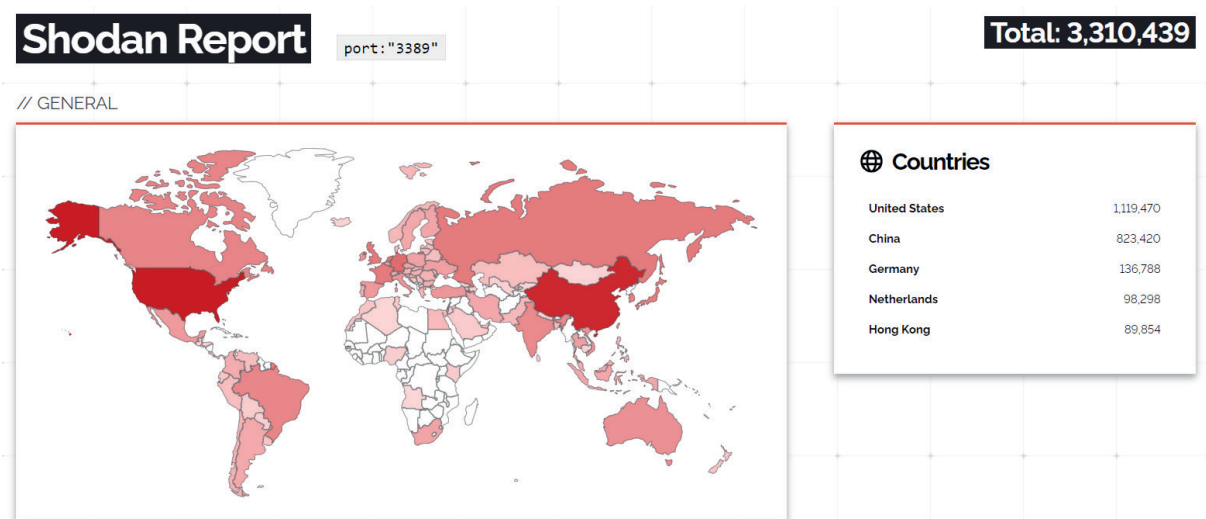 Shodan Report
port:"3389"
Total: 3,310,439
// GENERAL
Countries
United States 1,119,470
China 823,420
Germany 136,788
Netherlands 98,298
Hong Kong 89,854